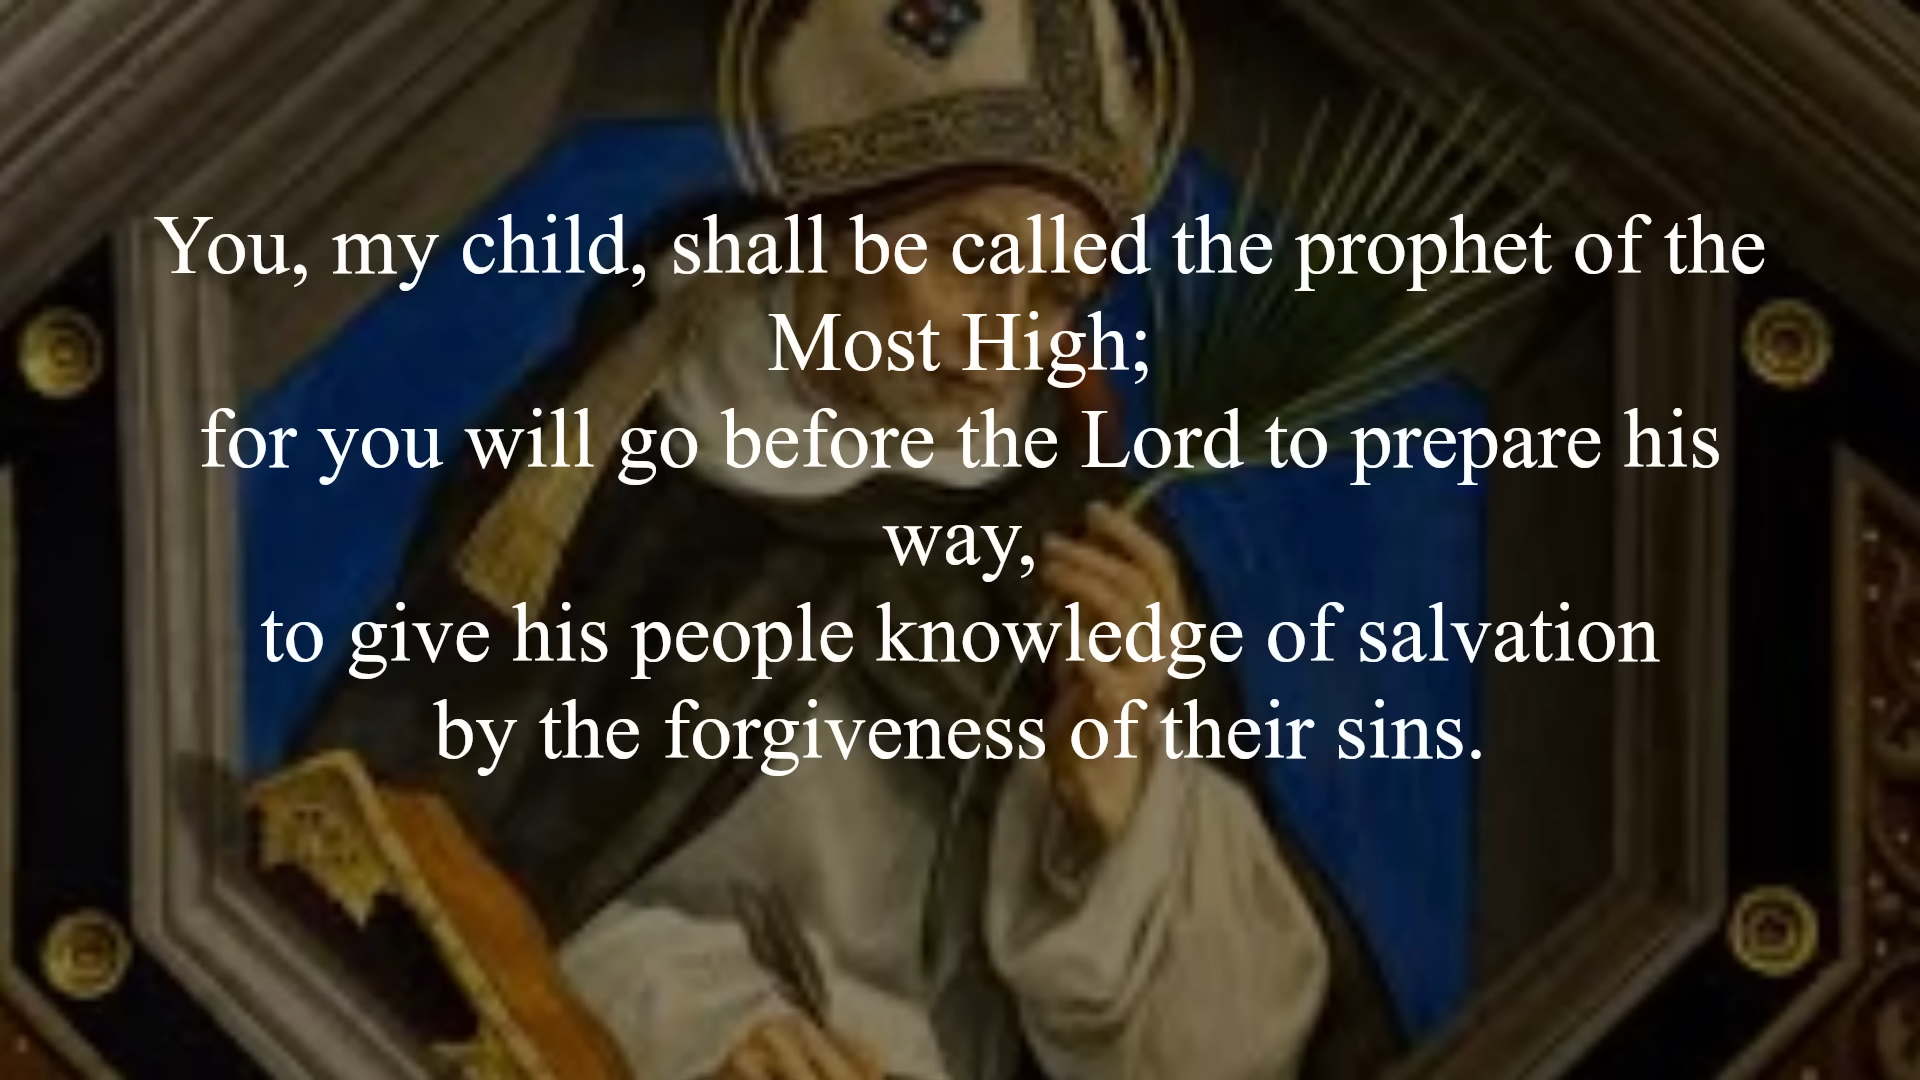 You, my child, shall be called the prophet of the
Most High;
for you will go before the Lord to prepare his
way,
to give his people knowledge of salvation
by the forgiveness of their sins.